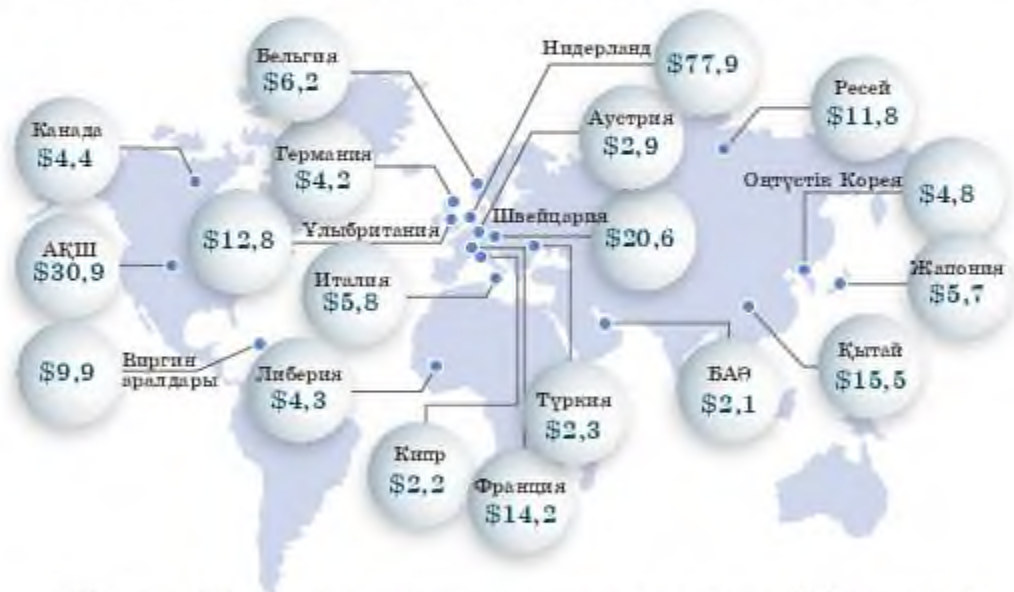 Бельгия
$6,2
Нидерланд
$77,9
Ресей
$11,8
Канада
$4,4
Германия
$4,2
Аустрия
$2,9
Оңтүстік Корея
$4,8
АҚШ
$30,9
$12,8
Ұлыбритания
Швейцария
$20,6
Италия
$5,8
Жапония
$5,7
$9,9
Виргин
аралдары
Либерия
$4,3
Кипр
$2,2
Франция
$14,2
Түркия
$2,3
БАӘ
$2,1
Қытай
$15,5